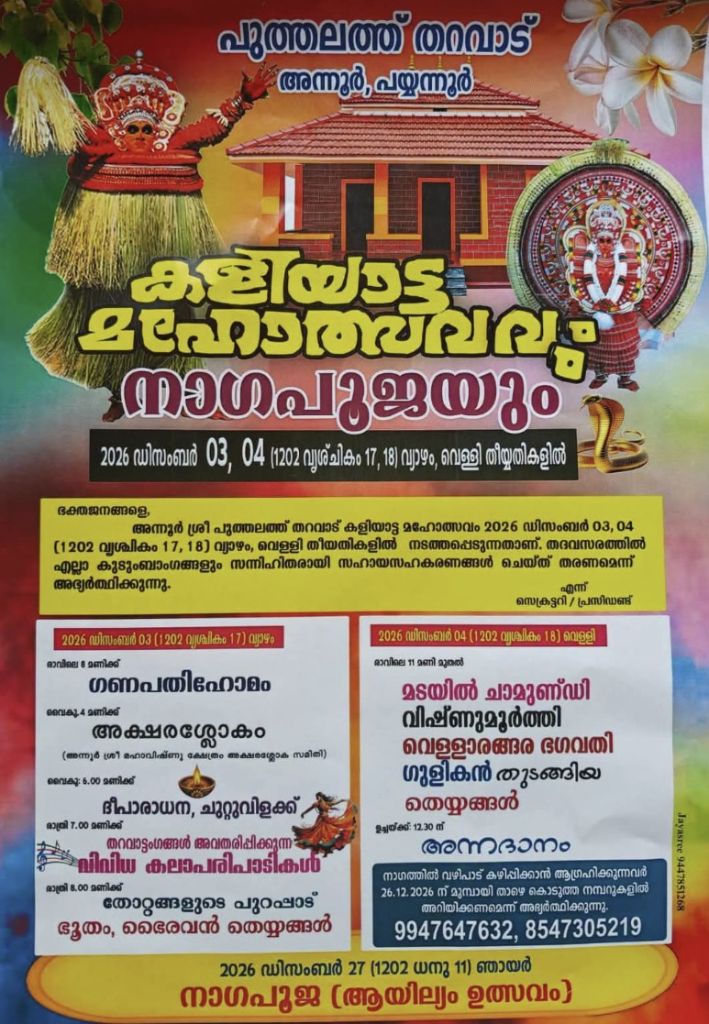 പുത്തലത്ത് തറവാട്
അന്നൂർ, പയ്യന്നൂർ
കളിയാട്ട
മഹോത്സവവും
നാഗപൂജയും
2026 ഡിസംബർ 03, 04 (1202 വൃശ്ചികം 17, 18) വ്യാഴം, വെള്ളി തീയ്യതികളിൽ
ഭക്തജനങ്ങളെ,
അന്നൂർ ശ്രീ പുത്തലത്ത് തറവാട് കളിയാട്ട മഹോത്സവം 2026 ഡിസംബർ 03, 04
(1202 വൃശ്ചികം 17, 18) വ്യാഴം, വെള്ളി തീയതികളിൽ നടത്തപ്പെടുന്നതാണ്. തദവസരത്തിൽ
എല്ലാ കുടുംബാംഗങ്ങളും സന്നിഹിതരായി സഹായസഹകരണങ്ങൾ ചെയ്ത് തരണമെന്ന്
അഭ്യർത്ഥിക്കുന്നു.
എന്ന്
സെക്രട്ടറി / പ്രസിഡണ്ട്
2026 ഡിസംബർ 03 (1202 വൃശ്ചികം 17) വ്യാഴം
രാവിലെ 8 മണിക്ക്
ഗണപതിഹോമം
വൈകു.4 മണിക്ക്
അക്ഷരശ്ലോകം
(അന്നൂർ ശ്രീ മഹാവിഷ്ണു ക്ഷേത്രം അക്ഷരശ്ലോക സമിതി)
വൈകു: 6.00 മണിക്ക്
ദീപാരാധന, ചുറ്റുവിളക്ക്
രാത്രി 7.00 മണിക്ക്
തറവാട്ടംഗങ്ങൾ അവതരിപ്പിക്കുന്ന
വിവിധ കലാപരിപാടികൾ
രാത്രി 8.00 മണിക്ക്
തോറ്റങ്ങളുടെ പുറപ്പാട്
ഭൂതം, ഭൈരവൻ തെയ്യങ്ങൾ
2026 ഡിസംബർ 04 (1202 വൃശ്ചികം 18) വെള്ളി
രാവിലെ 11 മണി മുതൽ
മടയിൽ ചാമുണ്ഡി
വിഷ്ണുമൂർത്തി
വെള്ളാരങ്ങര ഭഗവതി
ഗുളികൻ തുടങ്ങിയ
തെയ്യങ്ങൾ
ഉച്ചയ്ക്ക്: 12.30 ന്
അന്നദാനം
നാഗത്തിൽ വഴിപാട് കഴിപ്പിക്കാൻ ആഗ്രഹിക്കുന്നവർ
26.12.2026 ന് മുമ്പായി താഴെ കൊടുത്ത നമ്പറുകളിൽ
അറിയിക്കണമെന്ന് അഭ്യർത്ഥിക്കുന്നു.
9947647632, 8547305219
Jayasree 9447851268
2026 ഡിസംബർ 27 (1202 ധനു 11) ഞായർ
നാഗപൂജ (ആയില്യം ഉത്സവം)